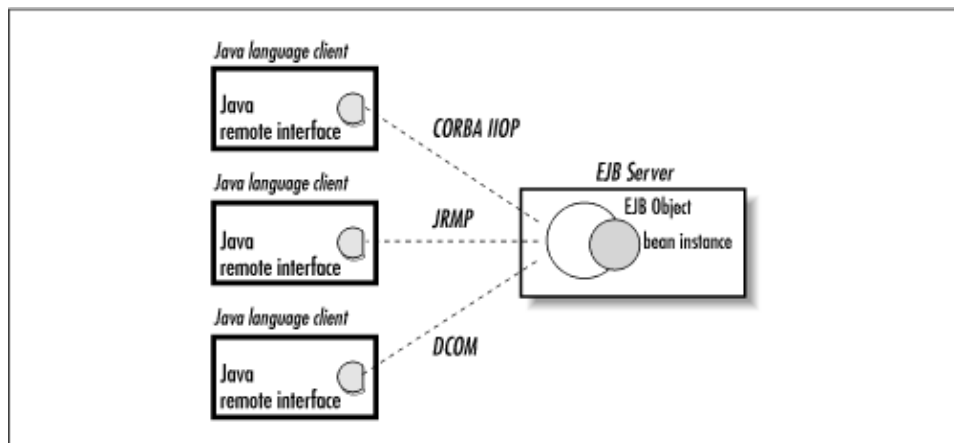 Java language client
Java
remote interface
CORBA IIOP
Java language client
Java
remote interface
JRMP
Java language client
Java
remote interface
DCOM
EJB Server
EJB Object
bean instance